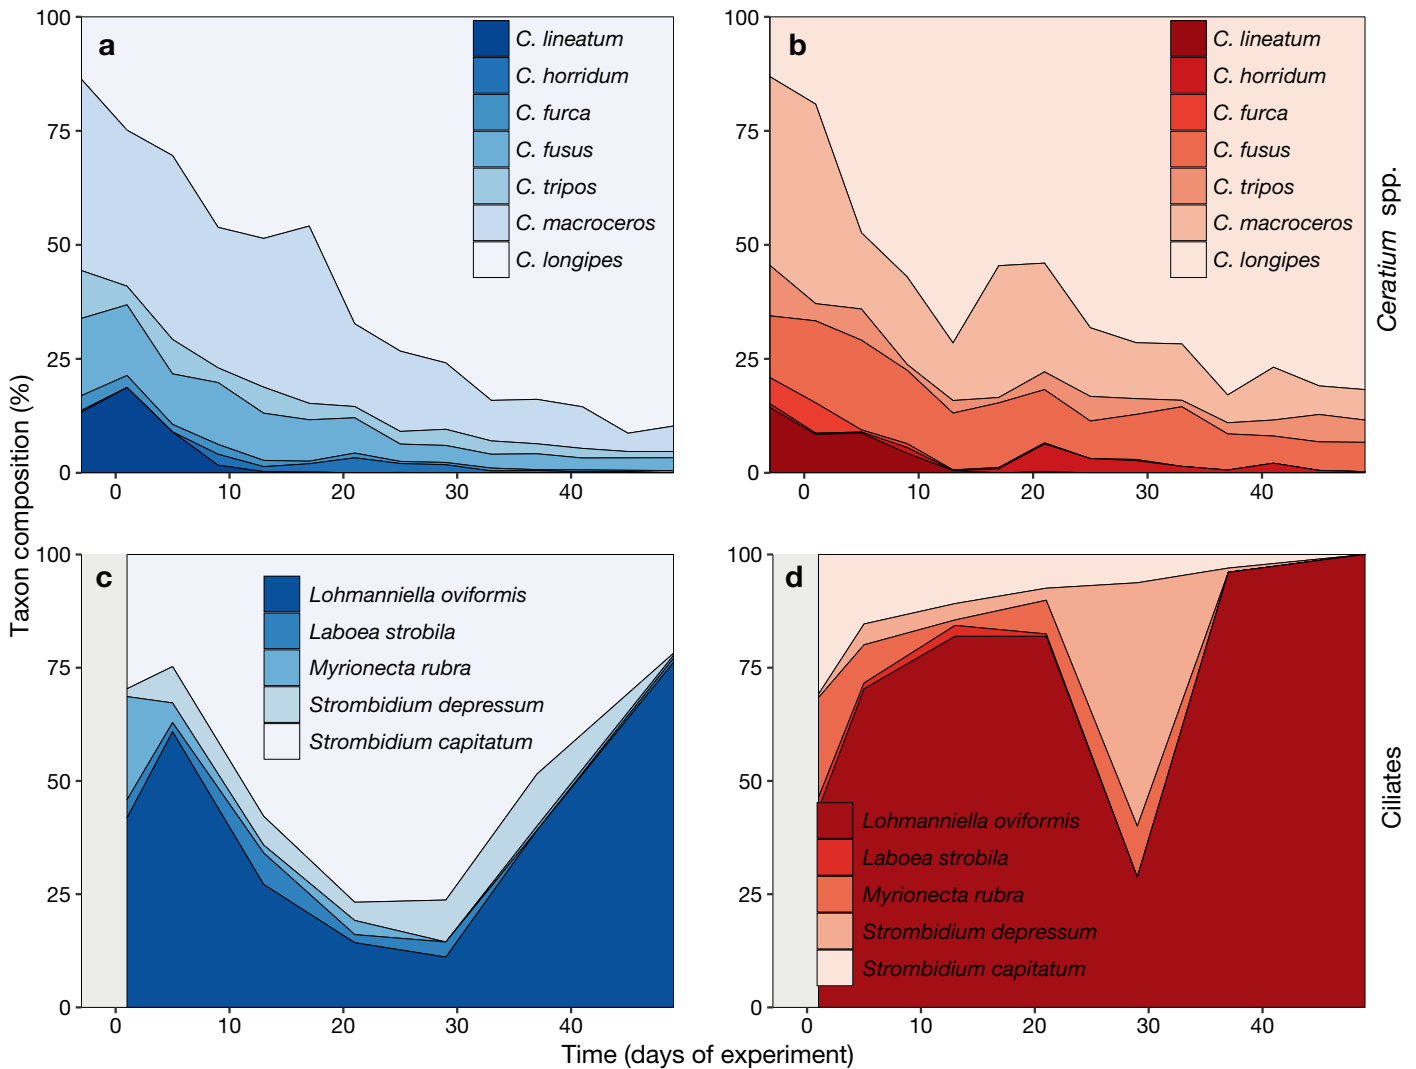 a
100
75
50
25
0
0 10 20 30 40
C. lineatum
C. horridum
C. furca
C. fusus
C. tripos
C. macroceros
C. longipes
b
100
75
50
25
0
0 10 20 30 40
C. lineatum
C. horridum
C. furca
C. fusus
C. tripos
C. macroceros
C. longipes
Ceratium spp.
Taxon composition (%)
c
100
75
50
25
0
0 10 20 30 40
Lohmanniella oviformis
Laboea strobila
Myrionecta rubra
Strombidium depressum
Strombidium capitatum
d
100
75
50
25
0
0 10 20 30 40
Lohmanniella oviformis
Laboea strobila
Myrionecta rubra
Strombidium depressum
Strombidium capitatum
Ciliates
Time (days of experiment)